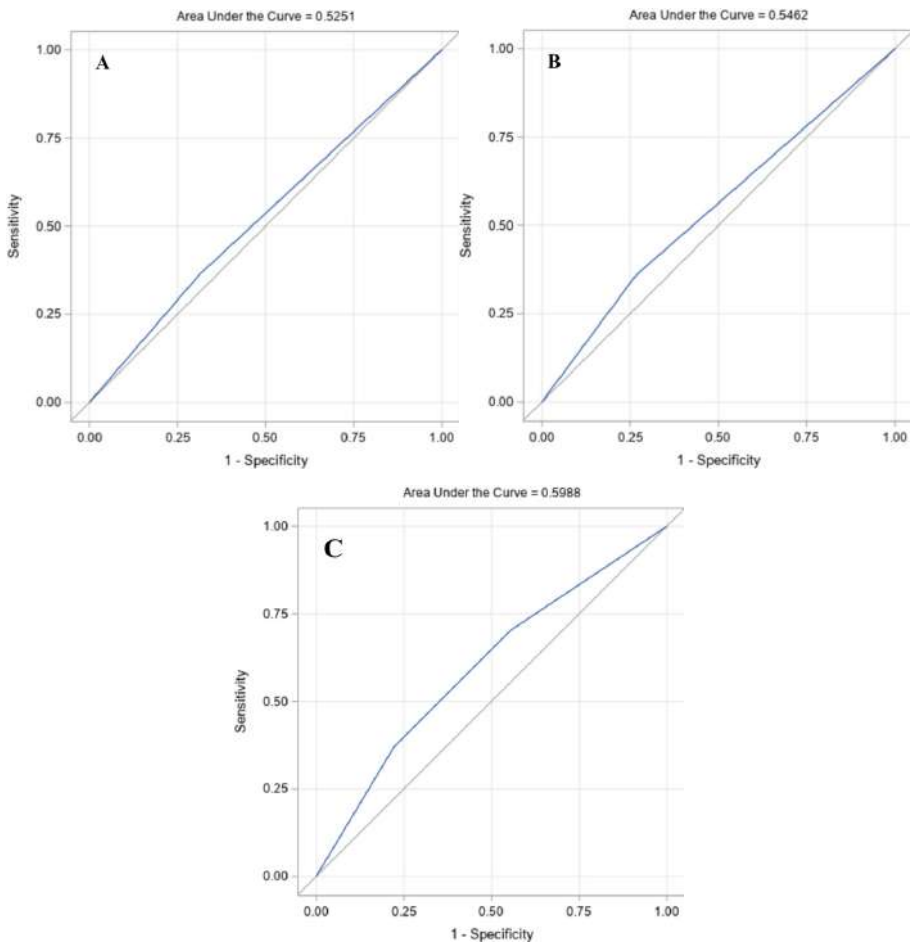 Area Under the Curve = 0.5251
A
1.00
0.75
0.50
0.25
0.00
Sensitivity
0.00 0.25 0.50 0.75 1.00
1 - Specificity
Area Under the Curve = 0.5462
B
1.00
0.75
0.50
0.25
0.00
Sensitivity
0.00 0.25 0.50 0.75 1.00
1 - Specificity
Area Under the Curve = 0.5988
C
1.00
0.75
0.50
0.25
0.00
Sensitivity
0.00 0.25 0.50 0.75 1.00
1 - Specificity